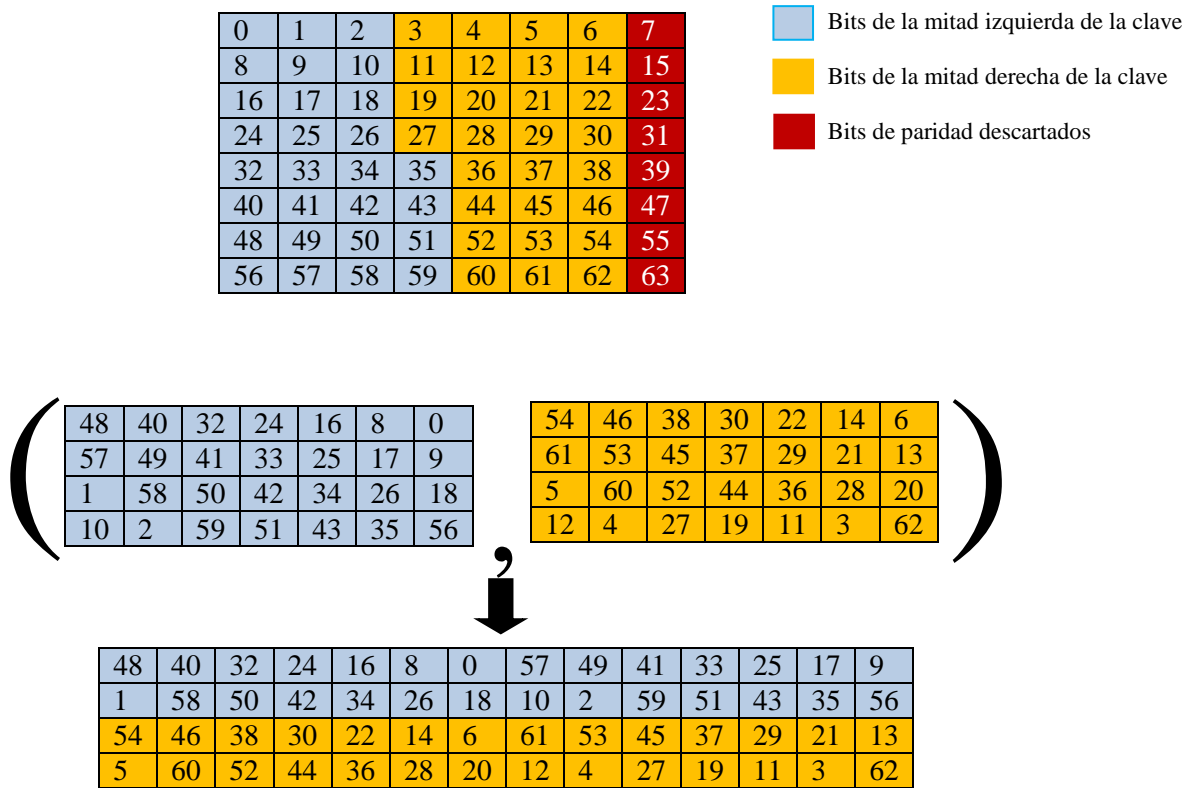 0 1 2 3 4 5 6 7
8 9 10 11 12 13 14 15
16 17 18 19 20 21 22 23
24 25 26 27 28 29 30 31
32 33 34 35 36 37 38 39
40 41 42 43 44 45 46 47
48 49 50 51 52 53 54 55
56 57 58 59 60 61 62 63
Bits de la mitad izquierda de la clave
Bits de la mitad derecha de la clave
Bits de paridad descartados
(
48 40 32 24 16 8 0
57 49 41 33 25 17 9
1 58 50 42 34 26 18
10 2 59 51 43 35 56
,
54 46 38 30 22 14 6
61 53 45 37 29 21 13
5 60 52 44 36 28 20
12 4 27 19 11 3 62
)
48 40 32 24 16 8 0 57 49 41 33 25 17 9
1 58 50 42 34 26 18 10 2 59 51 43 35 56
54 46 38 30 22 14 6 61 53 45 37 29 21 13
5 60 52 44 36 28 20 12 4 27 19 11 3 62